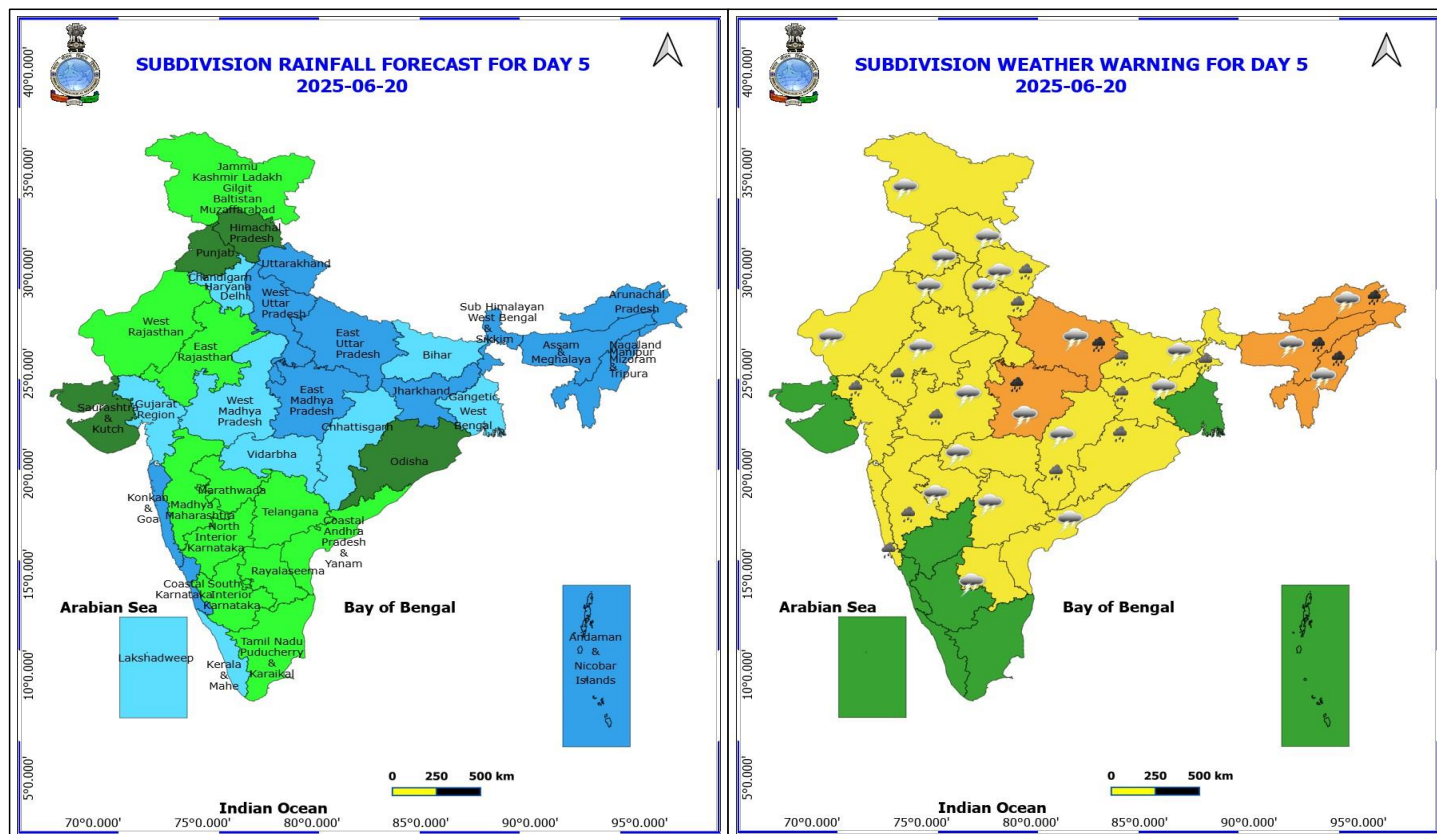 SUBDIVISION RAINFALL FORECAST FOR DAY 5
2025-06-20
40°0.000'
35°0.000'
30°0.000'
25°0.000'
20°0.000'
15°0.000'
10°0.000'
5°0.000'
Jammu
Kashmir Ladakh
Gilgit
Baltistan
Muzaffarabad
Himachal
Pradesh
Punjab
Uttarakhand
Chandigarh
Haryana
Delhi
West
Uttar
Pradesh
West
Rajasthan
East
Rajasthan
East
Uttar
Pradesh
Bihar
Sub Himalayan
West Bengal
&
Sikkim
Arunachal
Pradesh
Assam
&
Meghalaya
Nagaland
Manipur
Mizoram
&
Tripura
Saurashtra
&
Kutch
Gujarat
Region
West
Madhya
Pradesh
East
Madhya
Pradesh
Jharkhand
Gangetic
West
Bengal
Chhattisgarh
Vidarbha
Odisha
Konkan
&
Goa
Marathwada
Madhya
Maharashtra
North
Interior
Karnataka
Telangana
Coastal
Andhra
Pradesh
&
Yanam
Rayalaseema
Coastal
Karnataka
South
Interior
Karnataka
Arabian Sea
Bay of Bengal
Lakshadweep
Kerala
&
Mahe
Tamil Nadu
Puducherry
&
Karaikal
Andaman
&
Nicobar
Islands
0 250 500 km
Indian Ocean
70°0.000' 75°0.000' 80°0.000' 85°0.000' 90°0.000' 95°0.000'
SUBDIVISION WEATHER WARNING FOR DAY 5
2025-06-20
40°0.000'
35°0.000'
30°0.000'
25°0.000'
20°0.000'
15°0.000'
10°0.000'
5°0.000'
Arabian Sea
Bay of Bengal
0 250 500 km
Indian Ocean
70°0.000' 75°0.000' 80°0.000' 85°0.000' 90°0.000' 95°0.000'